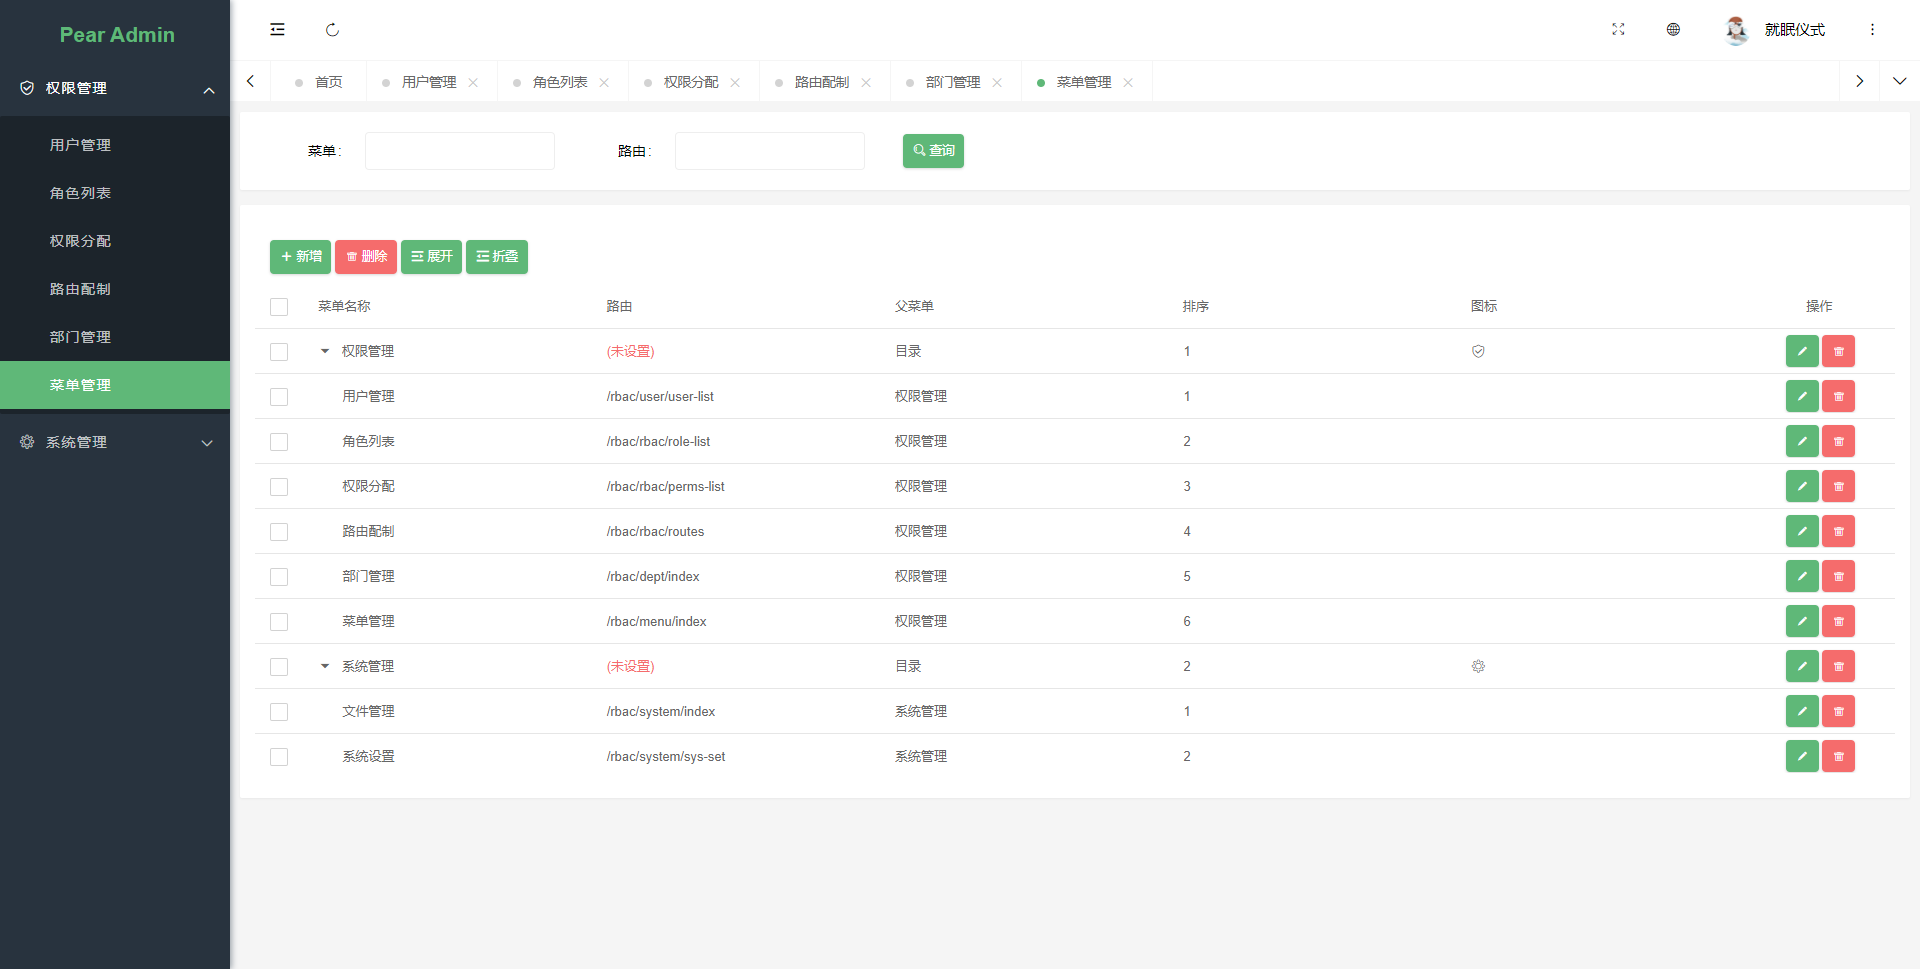 Pear Admin
权限管理
用户管理
角色列表
权限分配
路由配制
部门管理
菜单管理
系统管理
就眠仪式
首页 用户管理 角色列表 权限分配 路由配制 部门管理 菜单管理
菜单: 路由: 查询
新增 删除 展开 折叠
菜单名称 路由 父菜单 排序 图标 操作
权限管理 (未设置) 目录 1
用户管理 /rbac/user/user-list 权限管理 1
角色列表 /rbac/rbac/role-list 权限管理 2
权限分配 /rbac/rbac/perms-list 权限管理 3
路由配制 /rbac/rbac/routes 权限管理 4
部门管理 /rbac/dept/index 权限管理 5
菜单管理 /rbac/menu/index 权限管理 6
系统管理 (未设置) 目录 2
文件管理 /rbac/system/index 系统管理 1
系统设置 /rbac/system/sys-set 系统管理 2